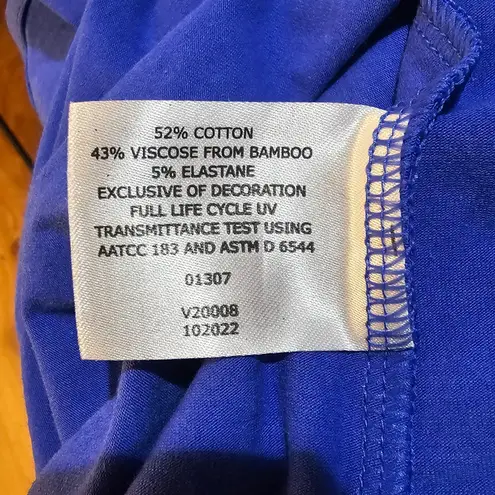 52% COTTON
43% VISCOSE FROM BAMBOO
5% ELASTANE
EXCLUSIVE OF DECORATION
FULL LIFE CYCLE UV
TRANSMITTANCE TEST USING
AATCC 183 AND ASTM D 6544
01307
V20008
102022